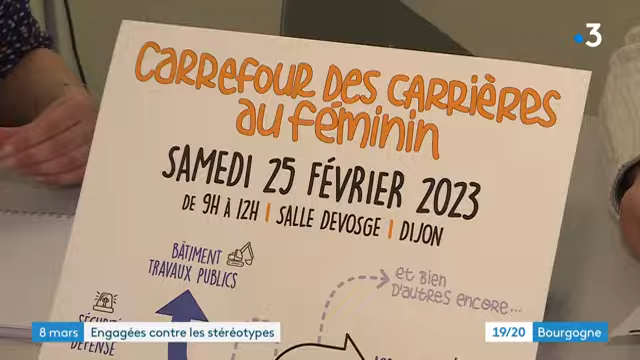 3
CARREFOUR DES CARRIÈRES
AU FÉMININ
SAMEDI 25 FÉVRIER 2023
DE 9H À 12H | SALLE DEVOSGE | DIJON
BÂTIMENT
TRAVAUX PUBLICS
et BIEN
D'AUTRES ENCORE...
8 mars
Engagées contre les stéréotypes
19/20
Bourgogne